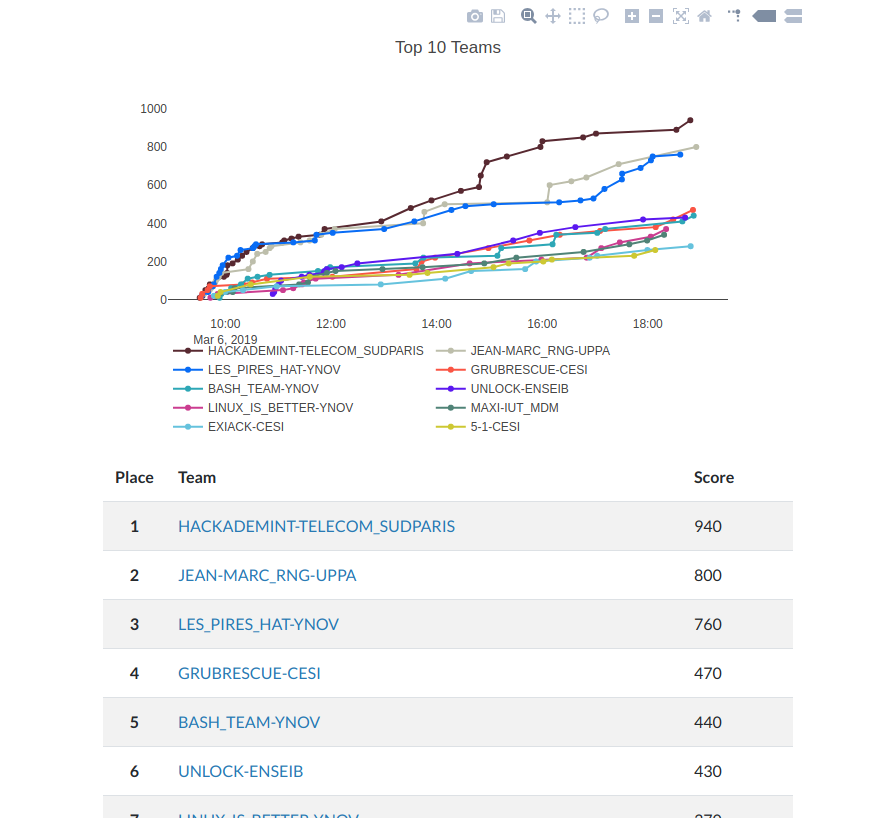 Top 10 Teams
1000
800
600
400
200
0
10:00 12:00 14:00 16:00 18:00
Mar 6, 2019
HACKADEMINT-TELECOM_SUDPARIS JEAN-MARC_RNG-UPPA
LES_PIRES_HAT-YNOV GRUBRESCUE-CESI
BASH_TEAM-YNOV UNLOCK-ENSEIB
LINUX_IS_BETTER-YNOV MAXI-IUT_MDM
EXIACK-CESI 5-1-CESI
Place Team Score
1 HACKADEMINT-TELECOM_SUDPARIS 940
2 JEAN-MARC_RNG-UPPA 800
3 LES_PIRES_HAT-YNOV 760
4 GRUBRESCUE-CESI 470
5 BASH_TEAM-YNOV 440
6 UNLOCK-ENSEIB 430
7 LINUX_IS_BETTER-YNOV 370